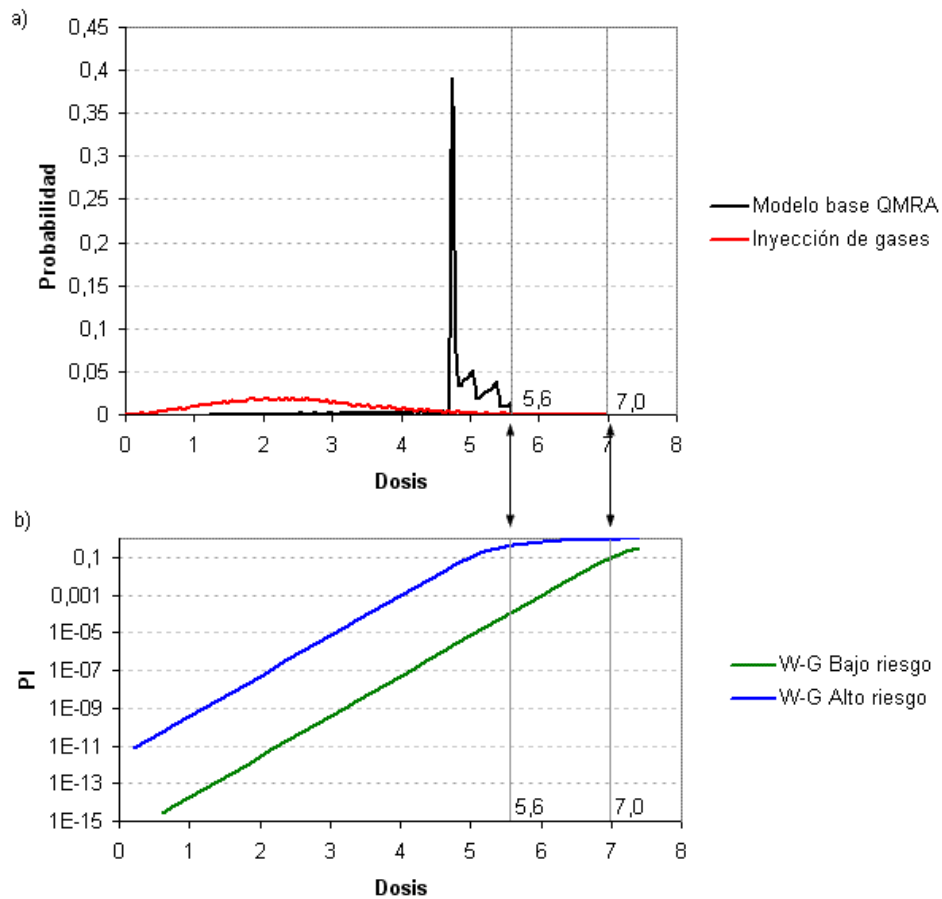 a)
0,45
0,4
0,35
0,3
0,25
0,2
0,15
0,1
0,05
0
Probabilidad
0 1 2 3 4 5 6 7 8
Dosis
5,6
7,0
Modelo base QMRA
Inyección de gases
b)
0,1
0,001
1E-05
1E-07
1E-09
1E-11
1E-13
1E-15
PI
0 1 2 3 4 5 6 7 8
Dosis
5,6
7,0
W-G Bajo riesgo
W-G Alto riesgo